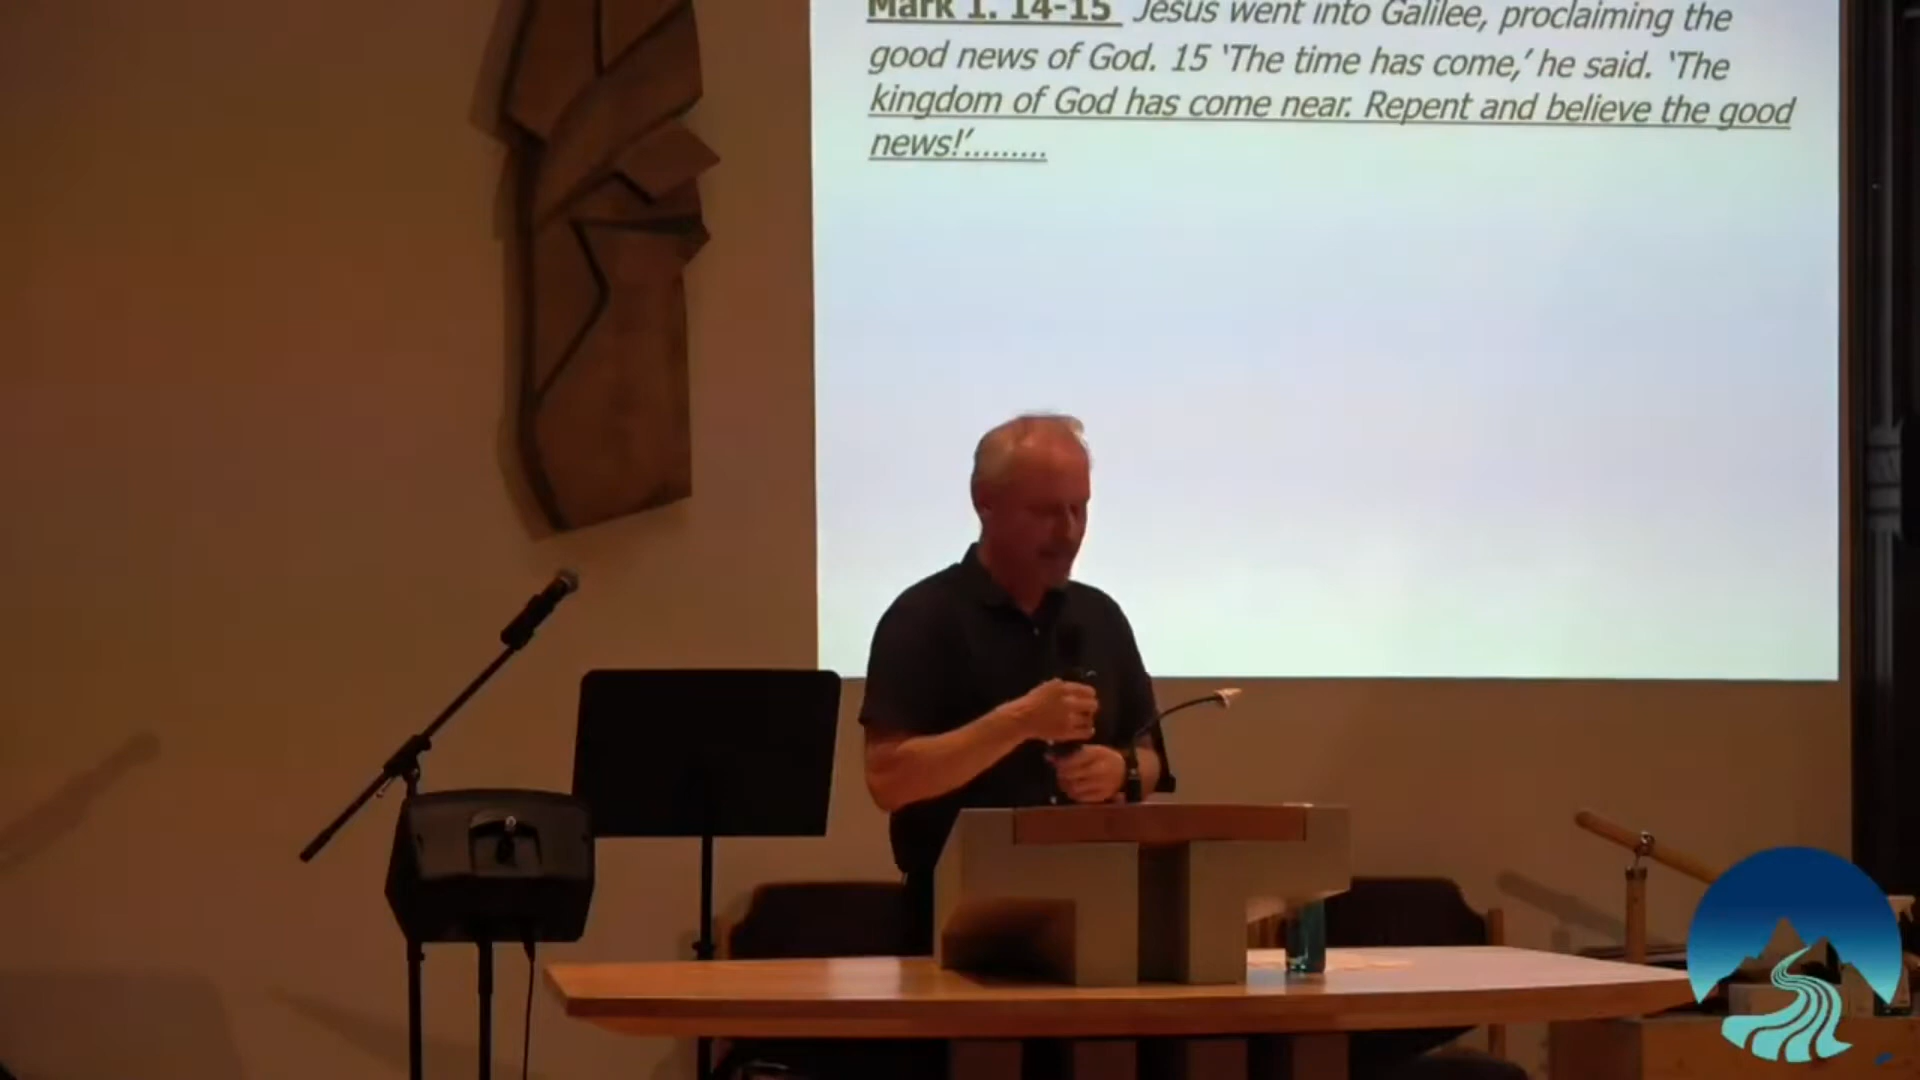 Mark 1. 14-15 Jesus went into Galilee, proclaiming the
good news of God. 15 ‘The time has come,’ he said. ‘The
kingdom of God has come near. Repent and believe the good
news!’.........